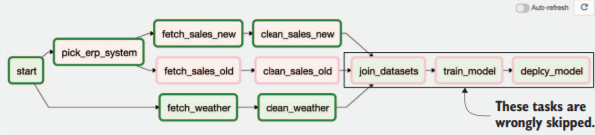 Auto-refresh
fetch_sales_new
clean_sales_new
pick_erp_system
start
fetch_sales_old
clean_sales_old
join_datasets
train_model
deploy_model
fetch_weather
clean_weather
These tasks are
wrongly skipped.